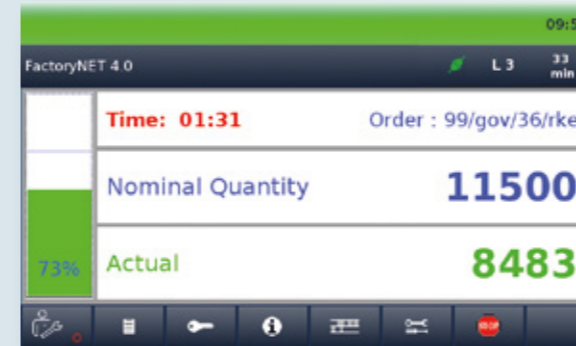 09:5
FactoryNET 4.0 L 3 33 min
Time: 01:31 Order : 99/gov/36/rke
Nominal Quantity 11500
73% Actual 8483
STOP